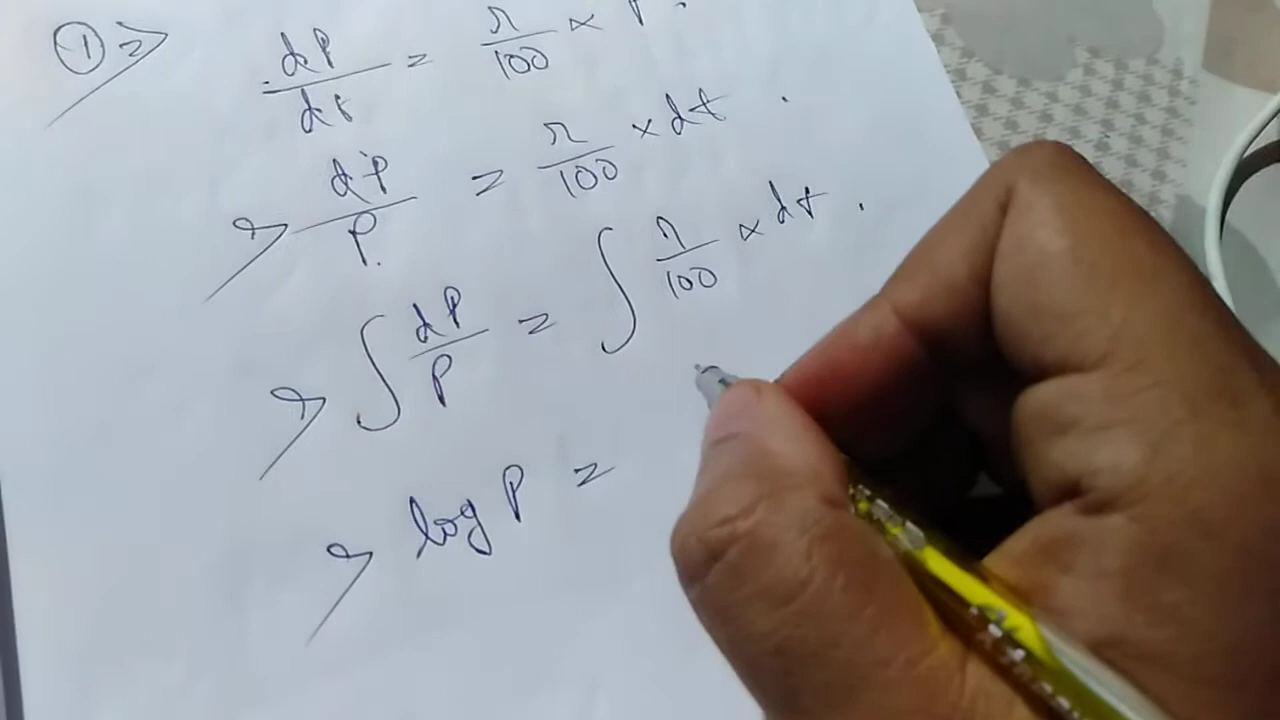 ① => dP/dt = r/100 × P.
=> dP/P = r/100 × dt.
=> ∫ dP/P = ∫ r/100 × dt.
=> log P =